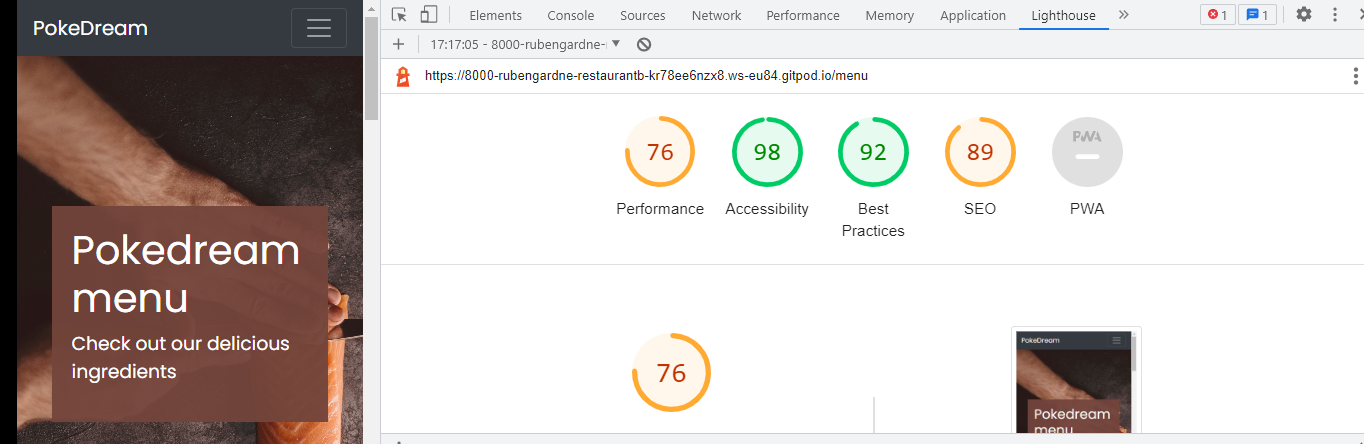 PokeDream
Pokedream
menu
Check out our delicious
ingredients
Elements Console Sources Network Performance Memory Application Lighthouse » 1 1
+ 17:17:05 - 8000-rubengardne-
https://8000-rubengardne-restaurantb-kr78ee6nzx8.ws-eu84.gitpod.io/menu
76 98 92 89 PWA
Performance Accessibility Best Practices SEO PWA
76
PokeDream
Pokedream
menu